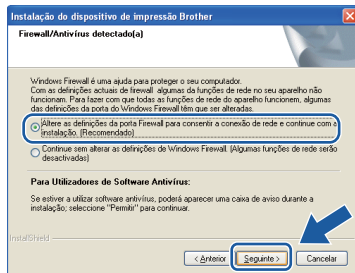 Instalação do dispositivo de impressão Brother
Firewall/Antivírus detectado(a)
Windows Firewall é uma ajuda para proteger o seu computador.
Com as definições actuais de firewall algumas da funções de rede no seu aparelho não
funcionam. Para fazer com que todas as funções de rede do aparelho funcionem, algumas
das definições da porta do Windows Firewall têm que ser alteradas.
Altere as definições da porta Firewall para consentir a conexão de rede e continue com a
instalação. (Recomendado)
Continue sem alterar as definições de Windows Firewall. (Algumas funções de rede serão
desactivadas)
Para Utilizadores de Software Antivírus:
Se estiver a utilizar software antivírus, poderá aparecer uma caixa de aviso durante a
instalação; seleccione "Permitir" para continuar.
InstallShield
< Anterior Seguinte > Cancelar